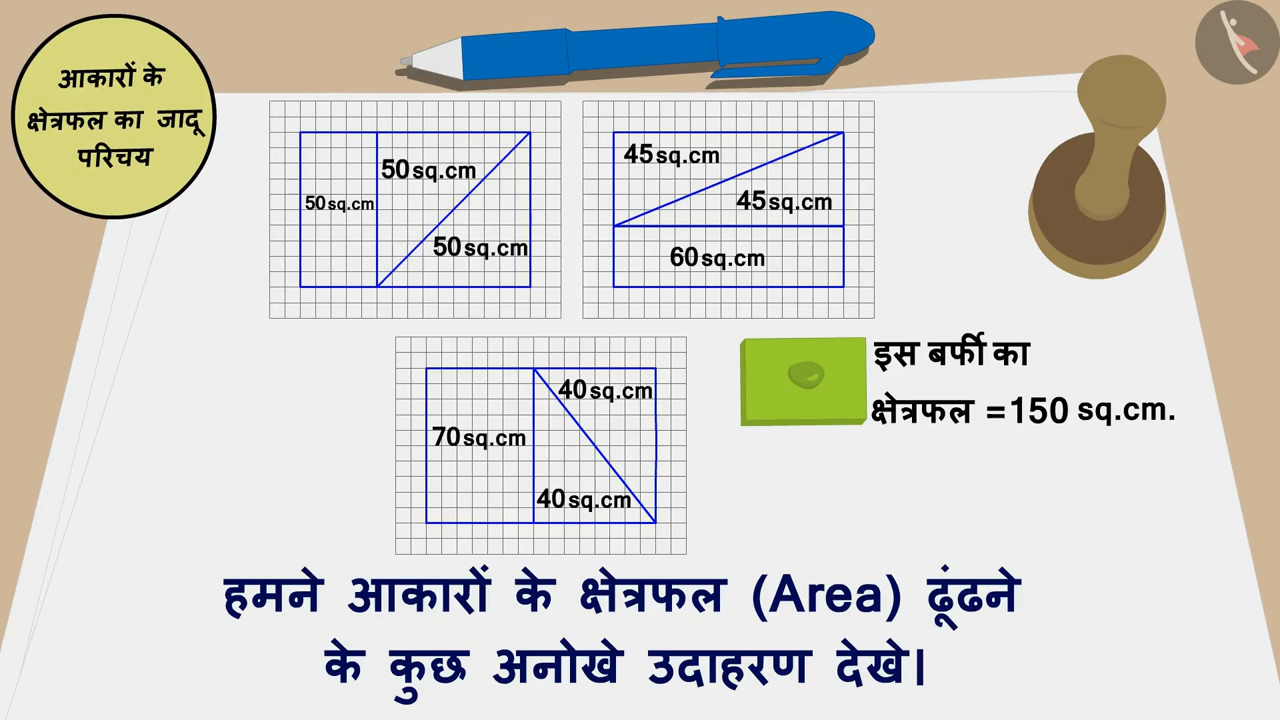 आकारों के
क्षेत्रफल का जादू
परिचय
50 sq.cm
50 sq.cm
50 sq.cm
45 sq.cm
45 sq.cm
60 sq.cm
40 sq.cm
70 sq.cm
40 sq.cm
इस बर्फी का
क्षेत्रफल =150 sq.cm.
हमने आकारों के क्षेत्रफल (Area) ढूंढने
के कुछ अनोखे उदाहरण देखे।